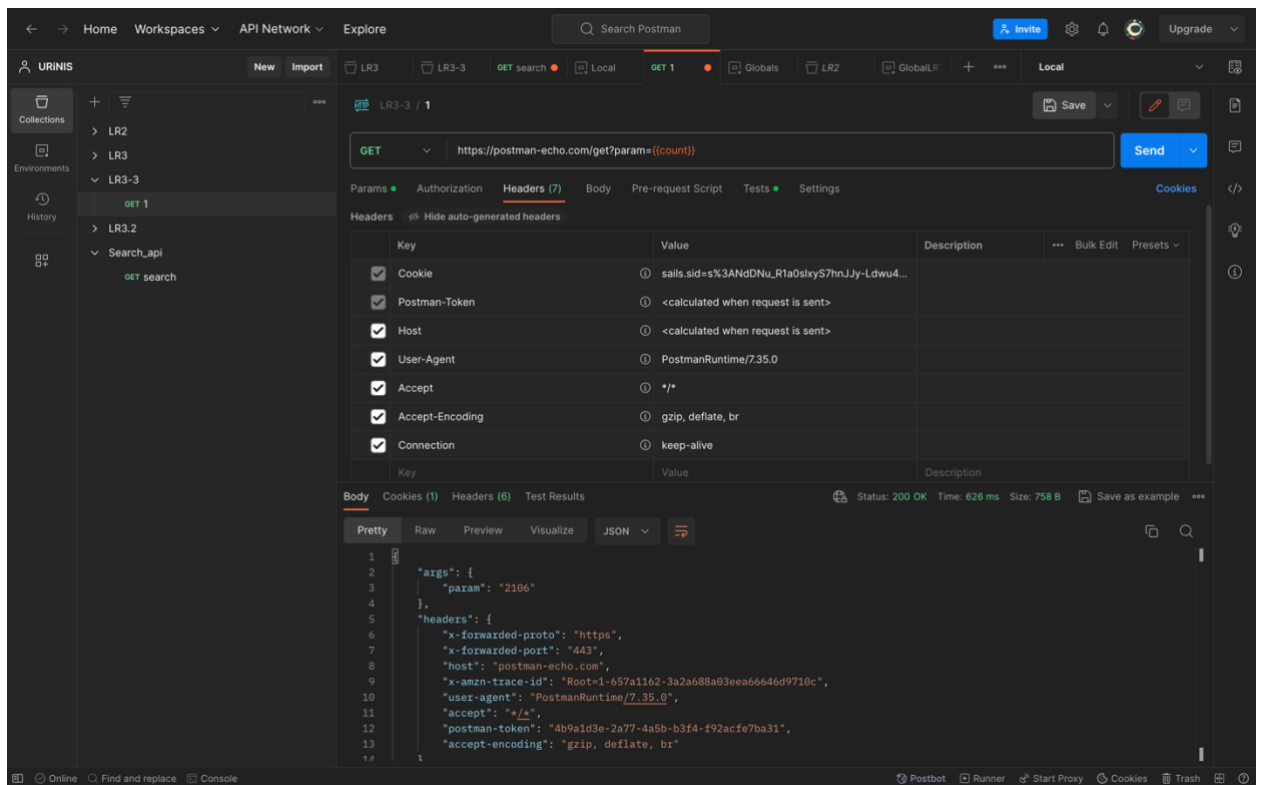 Home Workspaces API Network Explore Search Postman Invite Upgrade
URiNIS New Import LR3 LR3-3 GET search Local GET 1 Globals LR2 GlobalLR Local
Collections
Environments
History
LR2
LR3
LR3-3
GET 1
LR3.2
Search_api
GET search
HTTP LR3-3 / 1 Save
GET https://postman-echo.com/get?param={{count}} Send
Params Authorization Headers (7) Body Pre-request Script Tests Settings Cookies
Headers Hide auto-generated headers
Key Value Description Bulk Edit Presets
Cookie sails.sid=s%3ANdDNu_R1a0slxyS7hnJJy-Ldwu4...
Postman-Token <calculated when request is sent>
Host <calculated when request is sent>
User-Agent PostmanRuntime/7.35.0
Accept */*
Accept-Encoding gzip, deflate, br
Connection keep-alive
Key Value Description
Body Cookies (1) Headers (6) Test Results Status: 200 OK Time: 626 ms Size: 758 B Save as example
Pretty Raw Preview Visualize JSON
1 {
2 "args": {
3 "param": "2106"
4 },
5 "headers": {
6 "x-forwarded-proto": "https",
7 "x-forwarded-port": "443",
8 "host": "postman-echo.com",
9 "x-amzn-trace-id": "Root=1-657a1162-3a2a688a03eea66646d9710c",
10 "user-agent": "PostmanRuntime/7.35.0",
11 "accept": "*/*",
12 "postman-token": "4b9a1d3e-2a77-4a5b-b3f4-f92acfe7ba31",
13 "accept-encoding": "gzip, deflate, br"
14 }
Online Find and replace Console Postbot Runner Start Proxy Cookies Trash